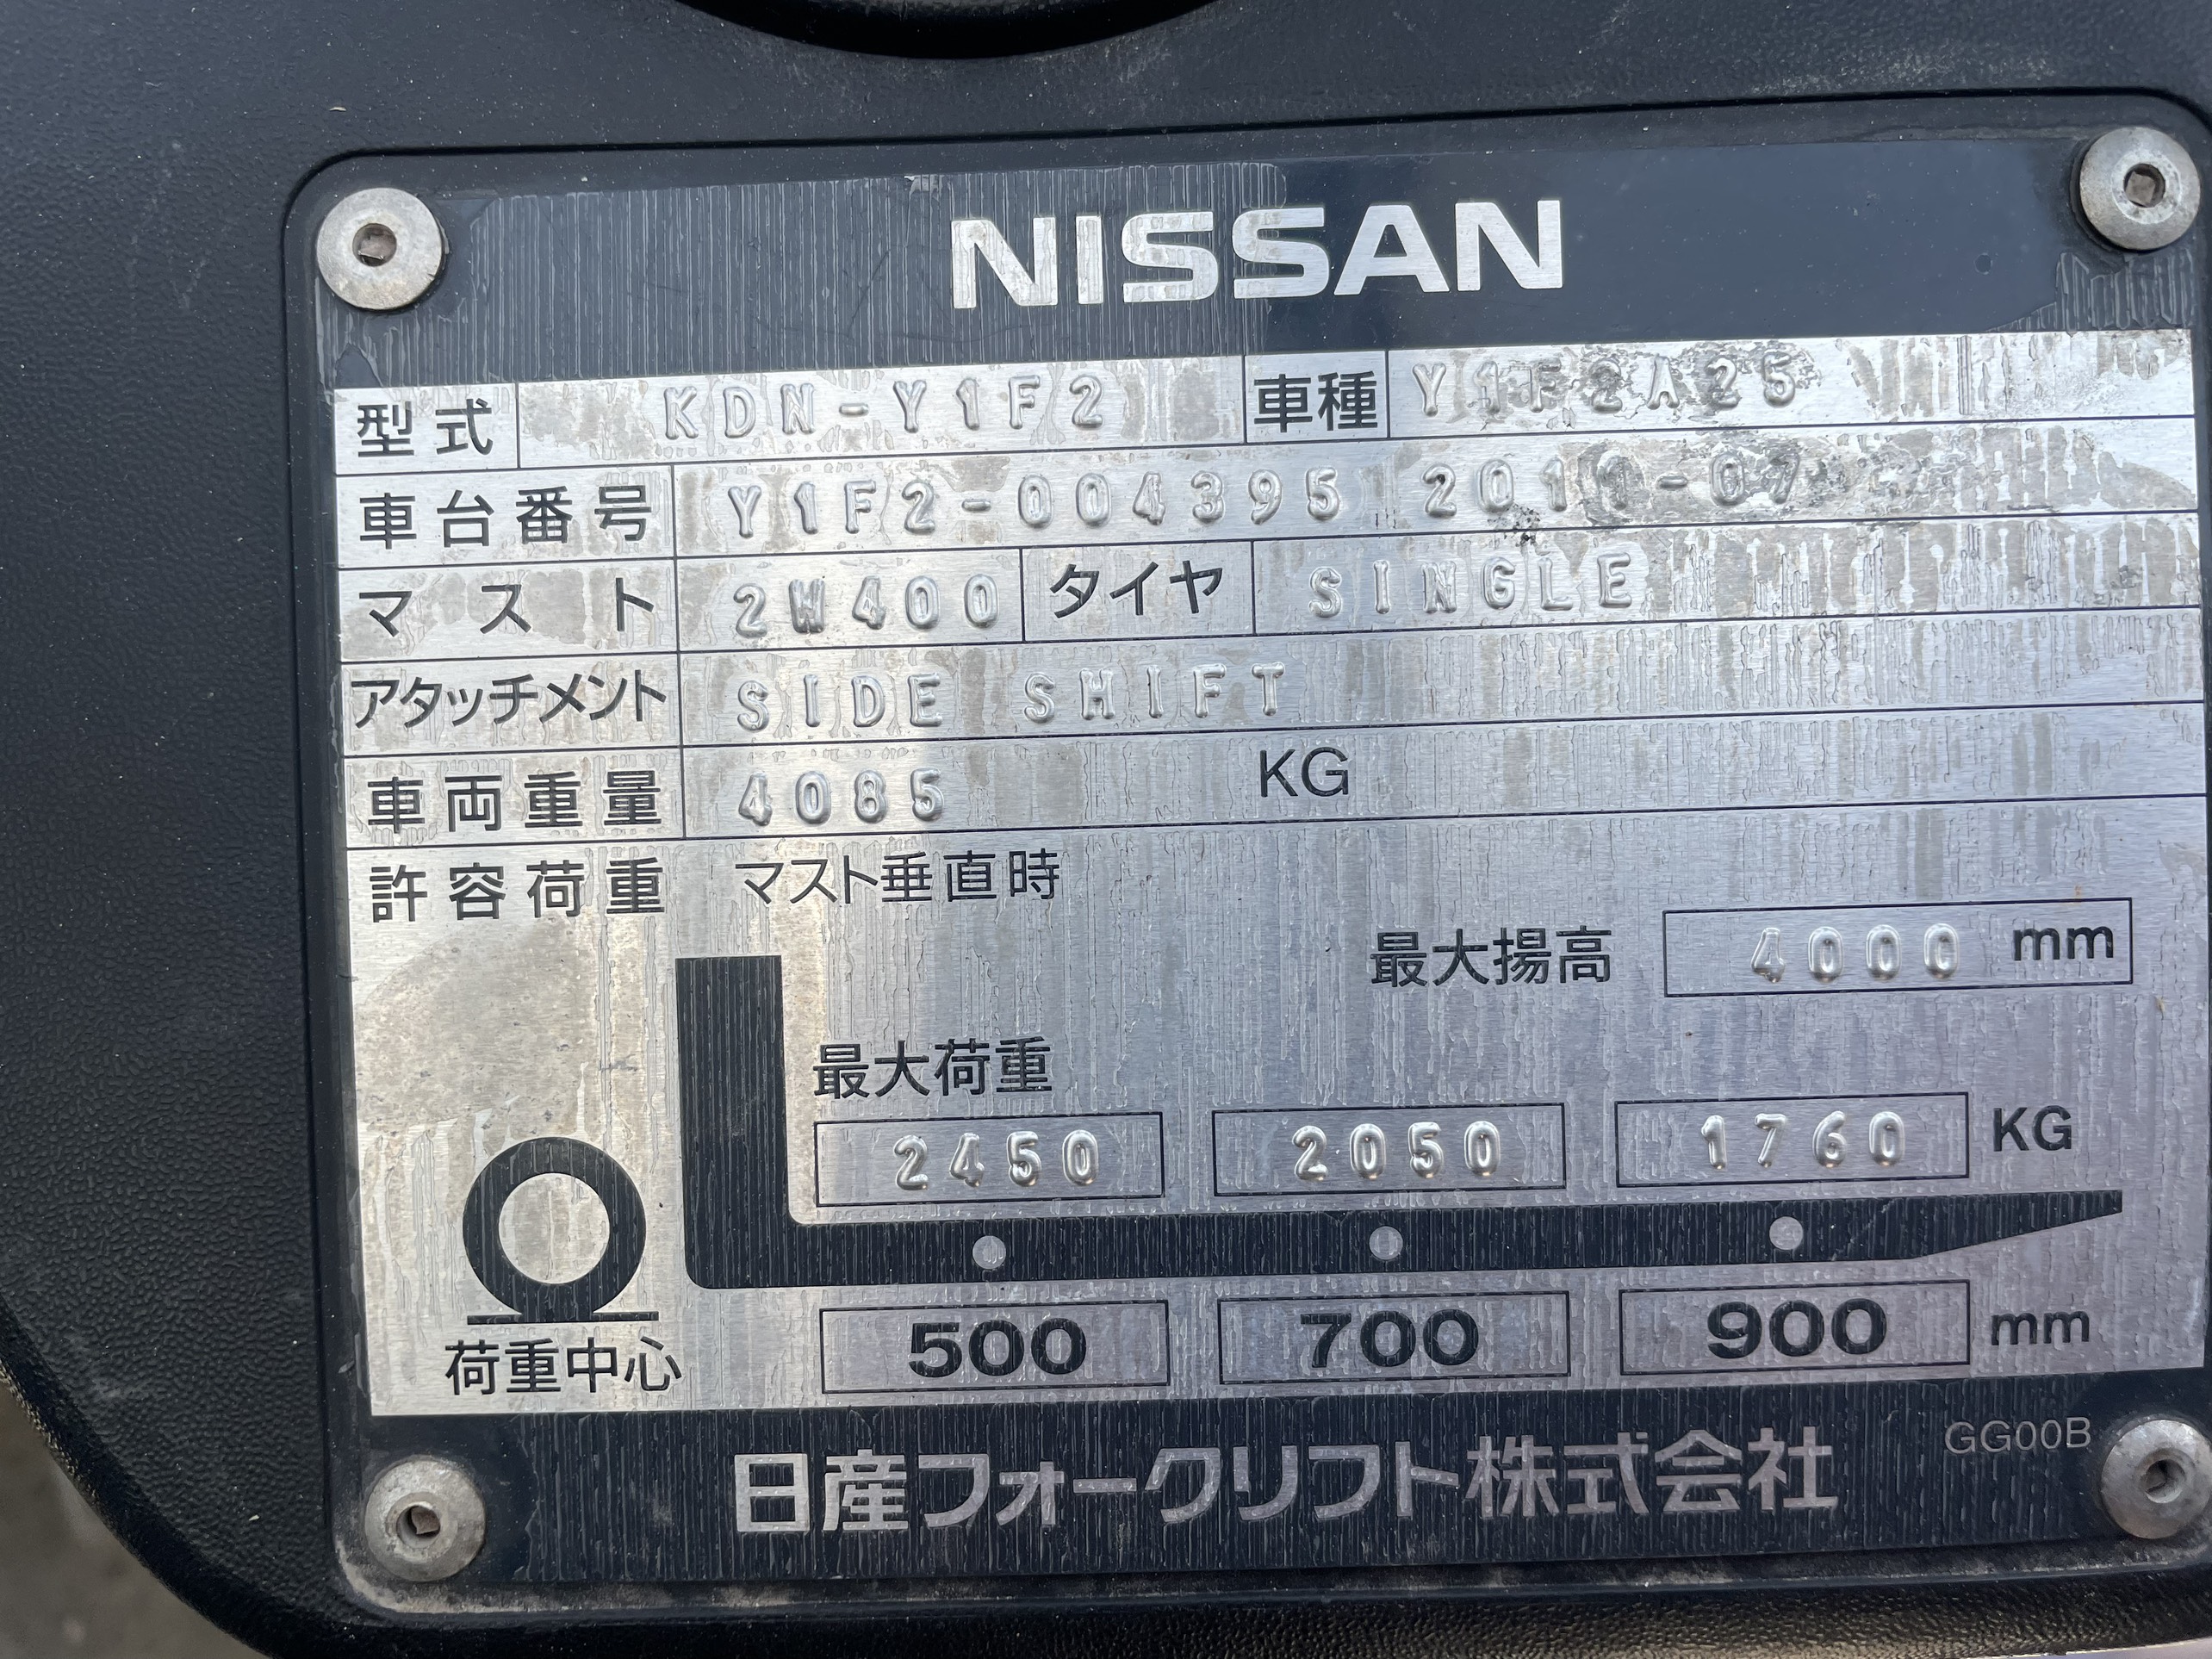 NISSAN
型式 KDN-Y1F2 車種 Y1F2A25
車台番号 Y1F2-004395 2011-07
マスト 2W400 タイヤ SINGLE
アタッチメント SIDE SHIFT
車両重量 4085 KG
許容荷重 マスト垂直時
最大揚高 4000 mm
最大荷重
2450 2050 1760 KG
500 700 900 mm
荷重中心
GG00B
日産フォークリフト株式会社